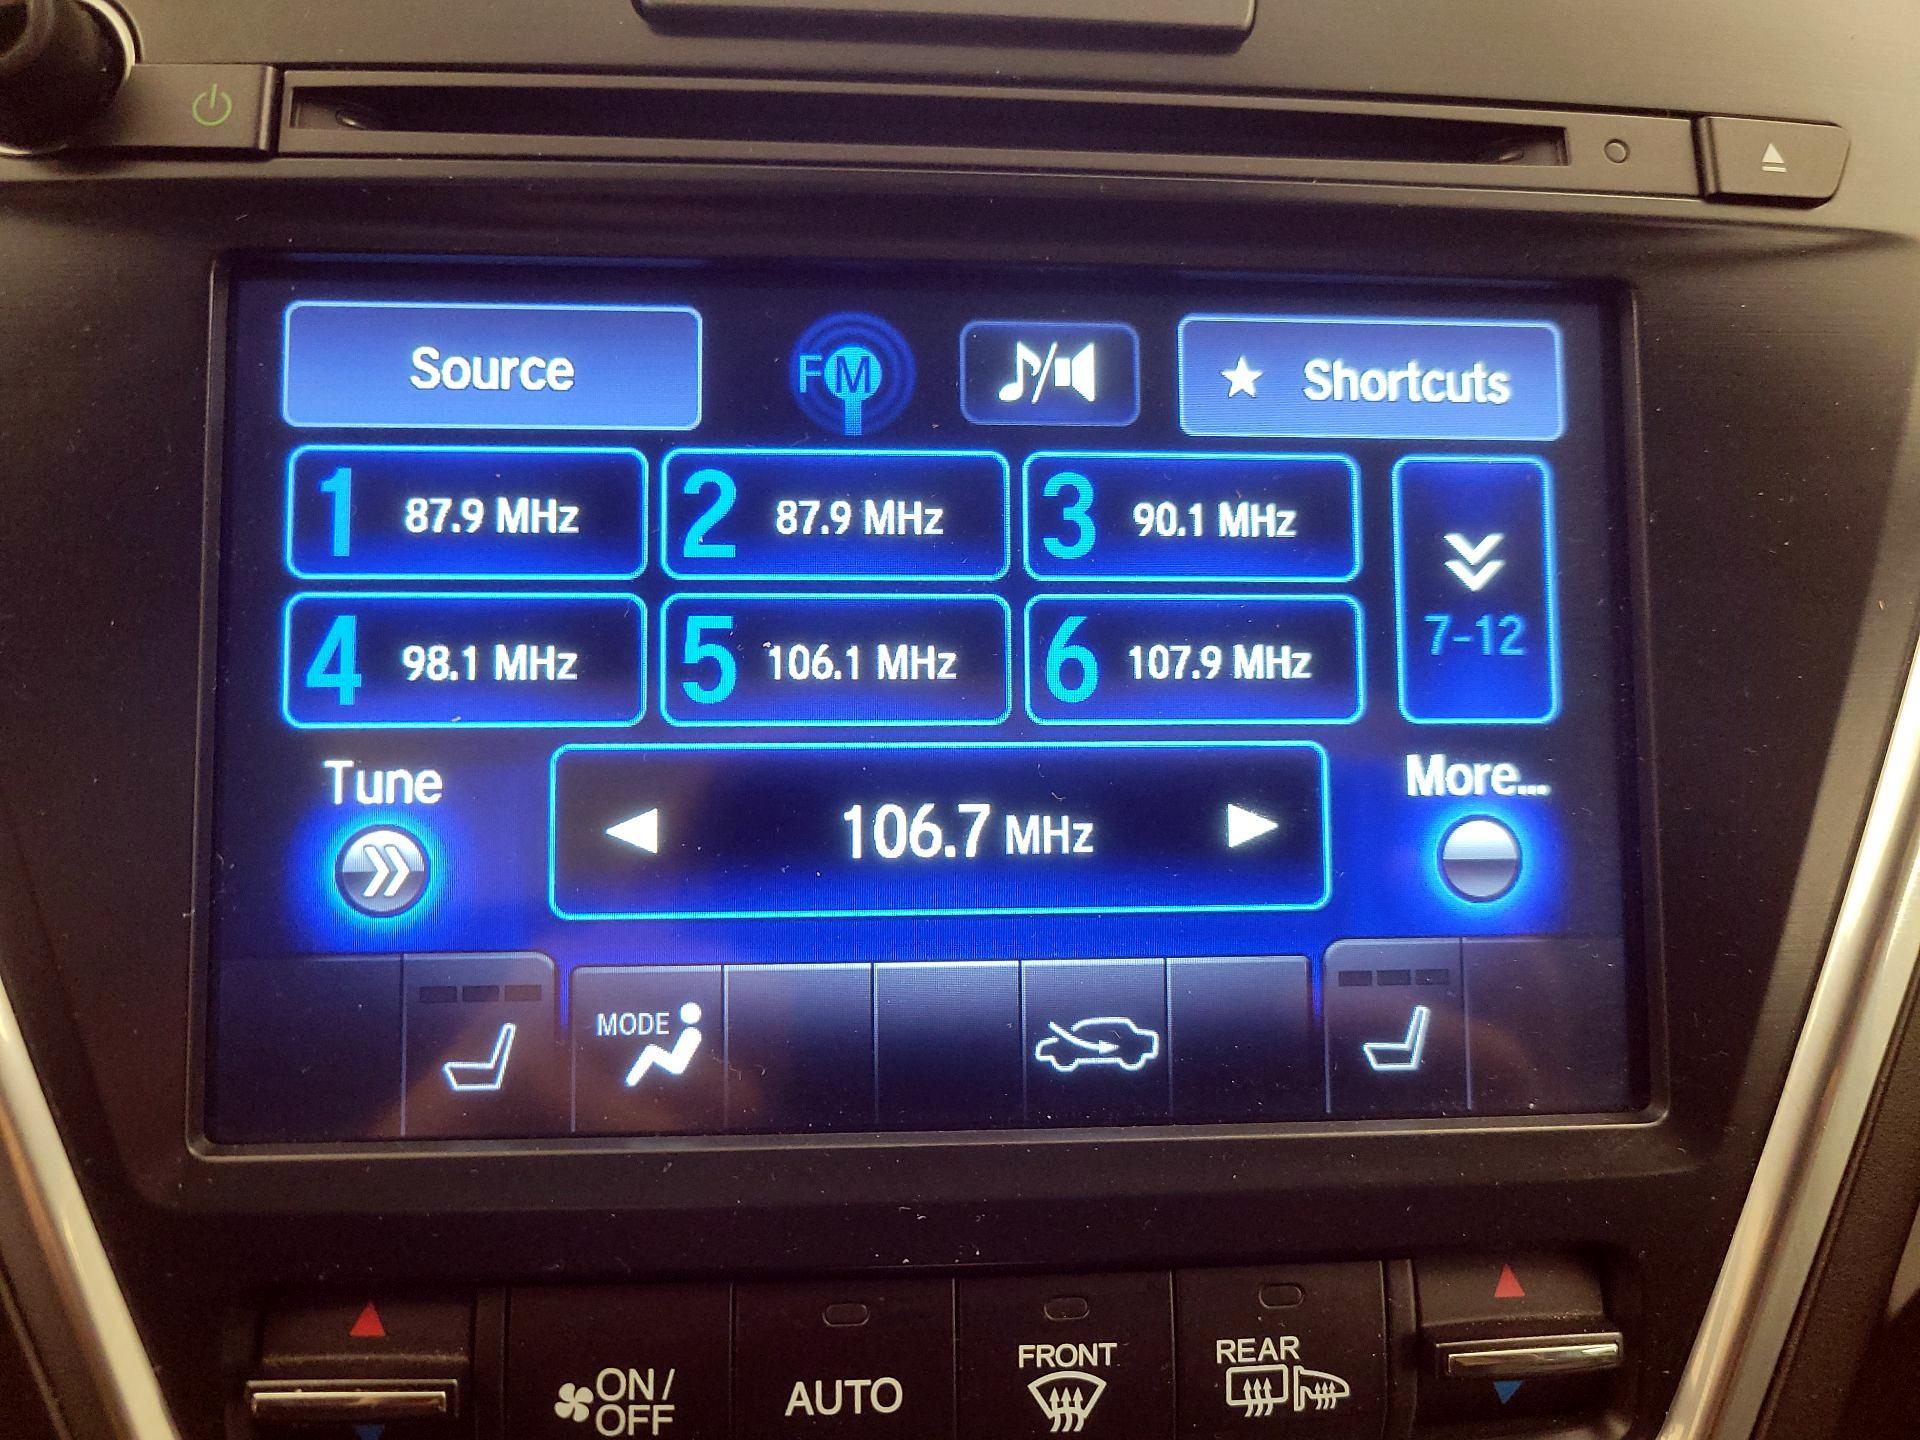 Source
FM
Shortcuts
1 87.9 MHz
2 87.9 MHz
3 90.1 MHz
4 98.1 MHz
5 106.1 MHz
6 107.9 MHz
7-12
Tune
106.7 MHz
More...
MODE
ON/
OFF
AUTO
FRONT
REAR